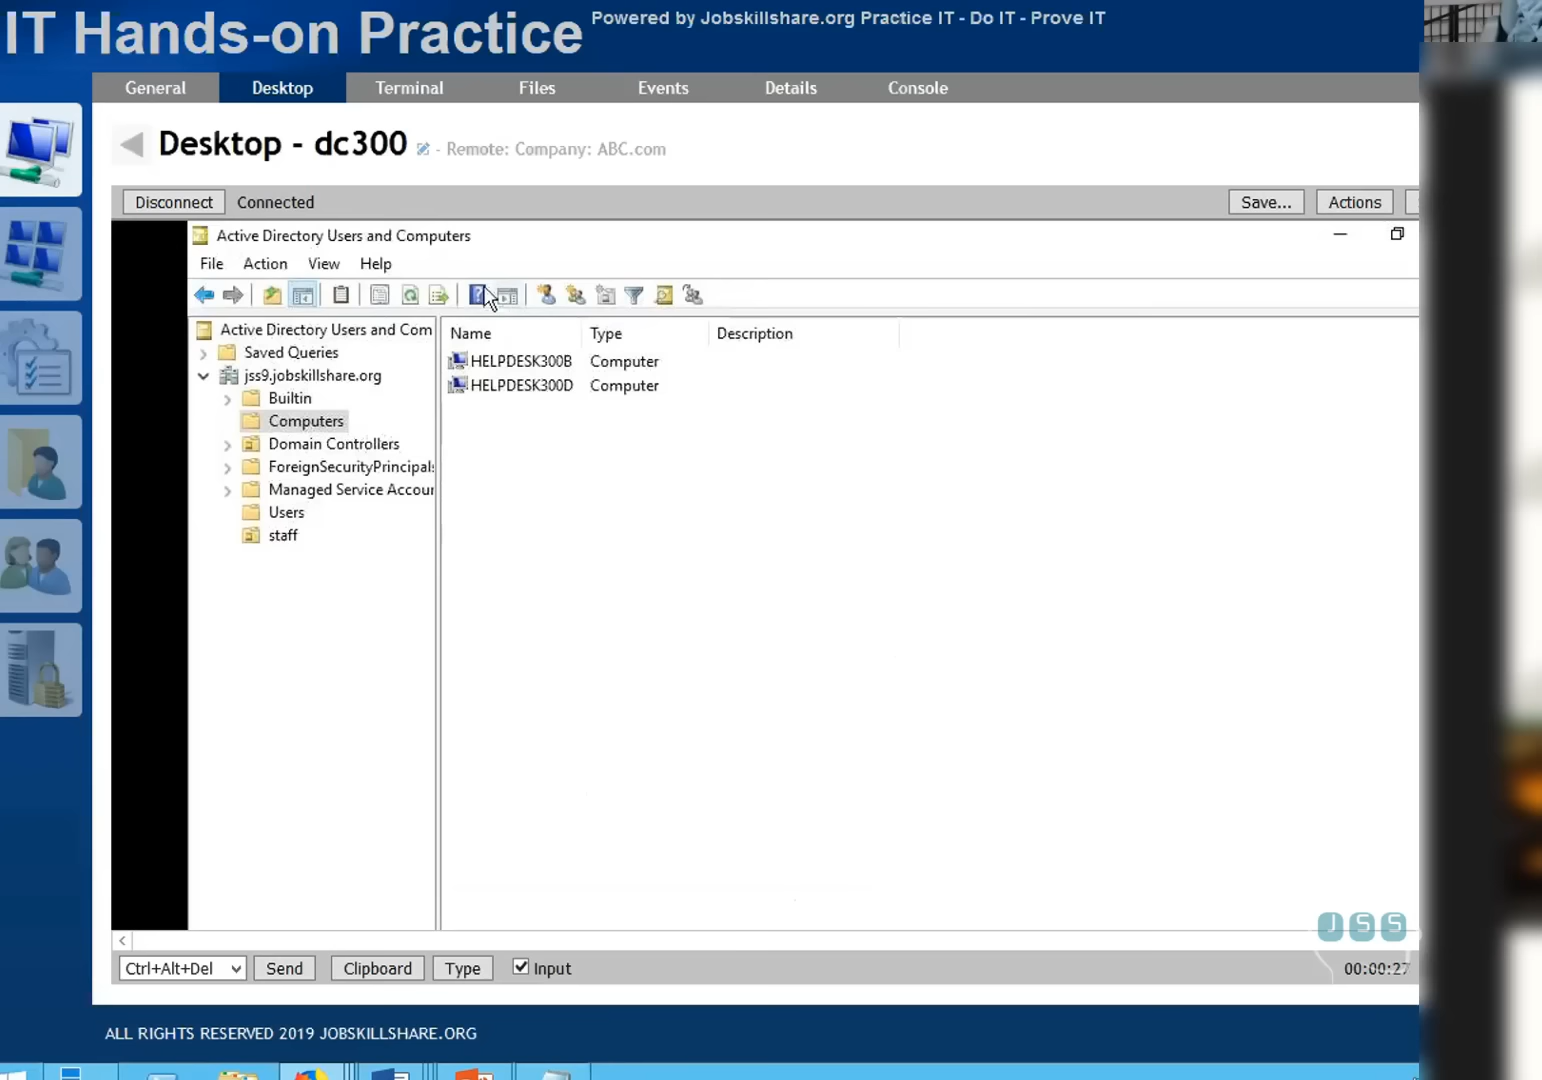 IT Hands-on Practice
Powered by Jobskillshare.org Practice IT - Do IT - Prove IT
General
Desktop
Terminal
Files
Events
Details
Console
Desktop - dc300
- Remote: Company: ABC.com
Disconnect
Connected
Save...
Actions
Active Directory Users and Computers
File
Action
View
Help
Active Directory Users and Com
Saved Queries
jss9.jobskillshare.org
Builtin
Computers
Domain Controllers
ForeignSecurityPrincipals
Managed Service Accour
Users
staff
Name
Type
Description
HELPDESK300B
Computer
HELPDESK300D
Computer
JSS
Ctrl+Alt+Del
Send
Clipboard
Type
Input
00:00:27
ALL RIGHTS RESERVED 2019 JOBSKILLSHARE.ORG